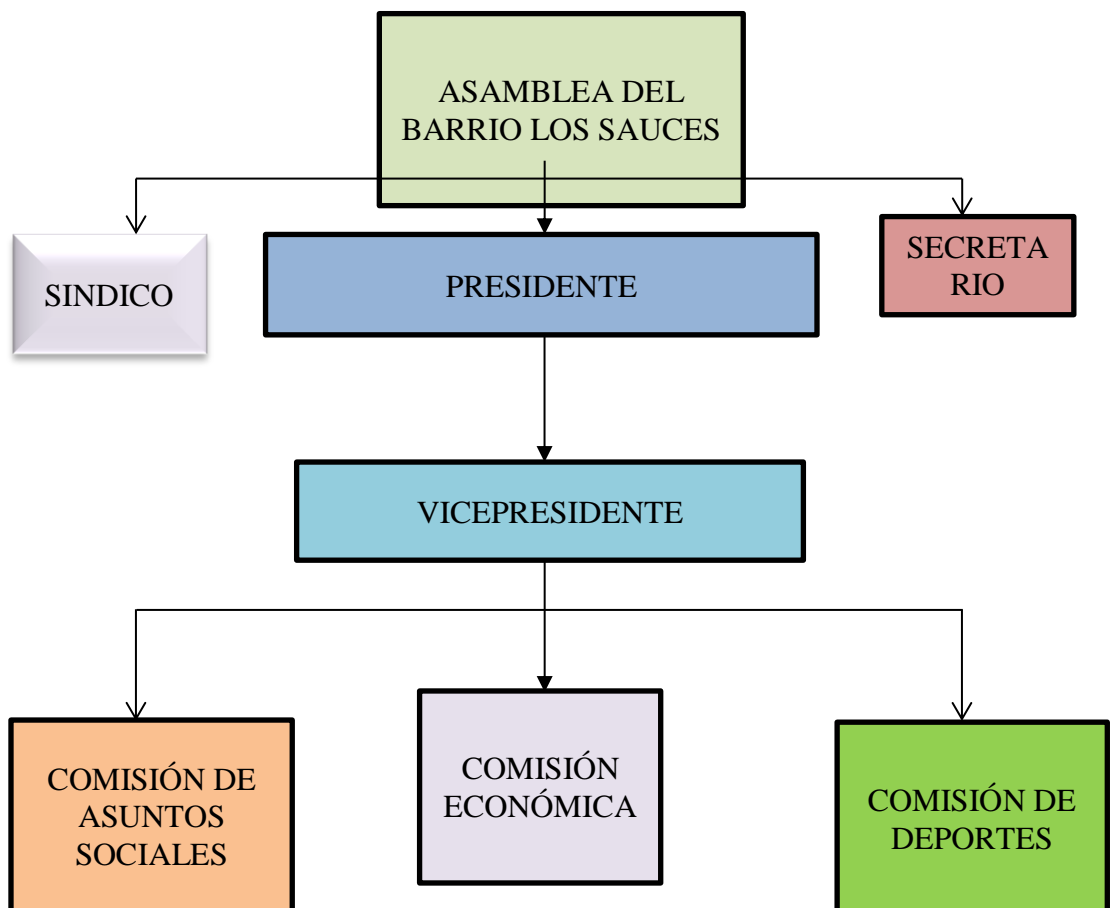 ASAMBLEA DEL
BARRIO LOS SAUCES
SINDICO
PRESIDENTE
SECRETA
RIO
VICEPRESIDENTE
COMISIÓN DE
ASUNTOS
SOCIALES
COMISIÓN
ECONÓMICA
COMISIÓN DE
DEPORTES